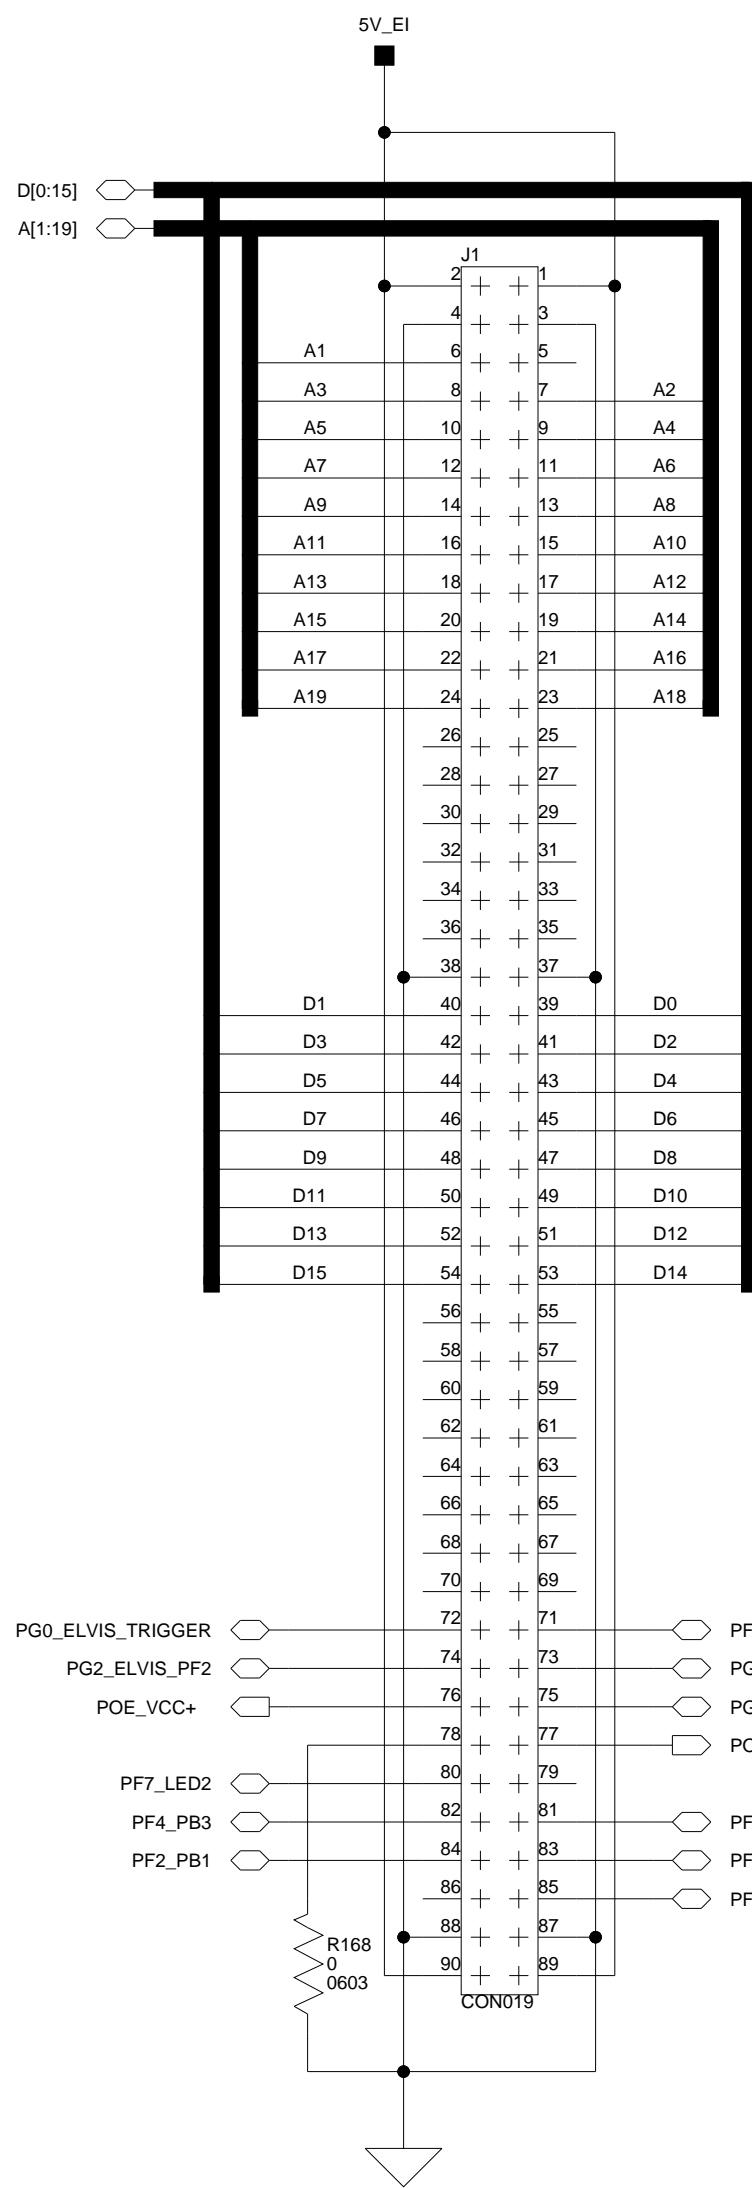 5V_EI
D[0:15]
A[1:19]
J1
2 1
4 3
A1 6 5
A3 8 7 A2
A5 10 9 A4
A7 12 11 A6
A9 14 13 A8
A11 16 15 A10
A13 18 17 A12
A15 20 19 A14
A17 22 21 A16
A19 24 23 A18
26 25
28 27
30 29
32 31
34 33
36 35
38 37
D1 40 39 D0
D3 42 41 D2
D5 44 43 D4
D7 46 45 D6
D9 48 47 D8
D11 50 49 D10
D13 52 51 D12
D15 54 53 D14
56 55
58 57
60 59
62 61
64 63
66 65
68 67
70 69
PG0_ELVIS_TRIGGER 72 71 PF
PG2_ELVIS_PF2 74 73
POE_VCC+ 76 75
78 77
PF7_LED2 80 79
PF4_PB3 82 81 PF
PF2_PB1 84 83 PF
86 85 PF
88 87
R168
0
0603
90 89
CON019